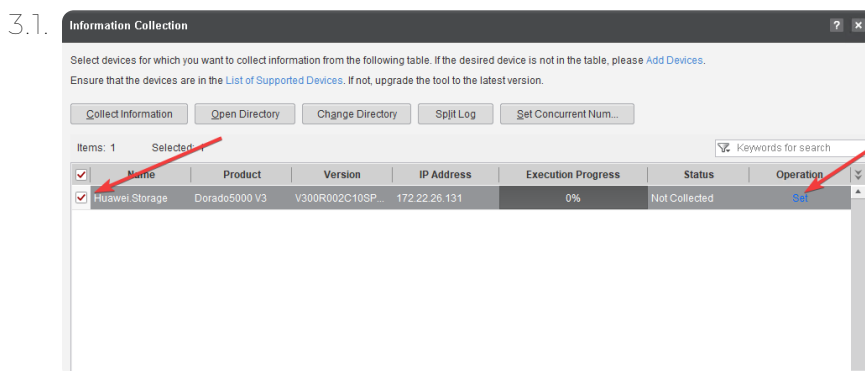 3.1.
Information Collection
Select devices for which you want to collect information from the following table. If the desired device is not in the table, please Add Devices.
Ensure that the devices are in the List of Supported Devices. If not, upgrade the tool to the latest version.
Collect Information Open Directory Change Directory Split Log Set Concurrent Num...
Items: 1 Selected: 1 Keywords for search
Name Product Version IP Address Execution Progress Status Operation
Huawei.Storage Dorado5000 V3 V300R002C10SP... 172.22.26.131 0% Not Collected Set